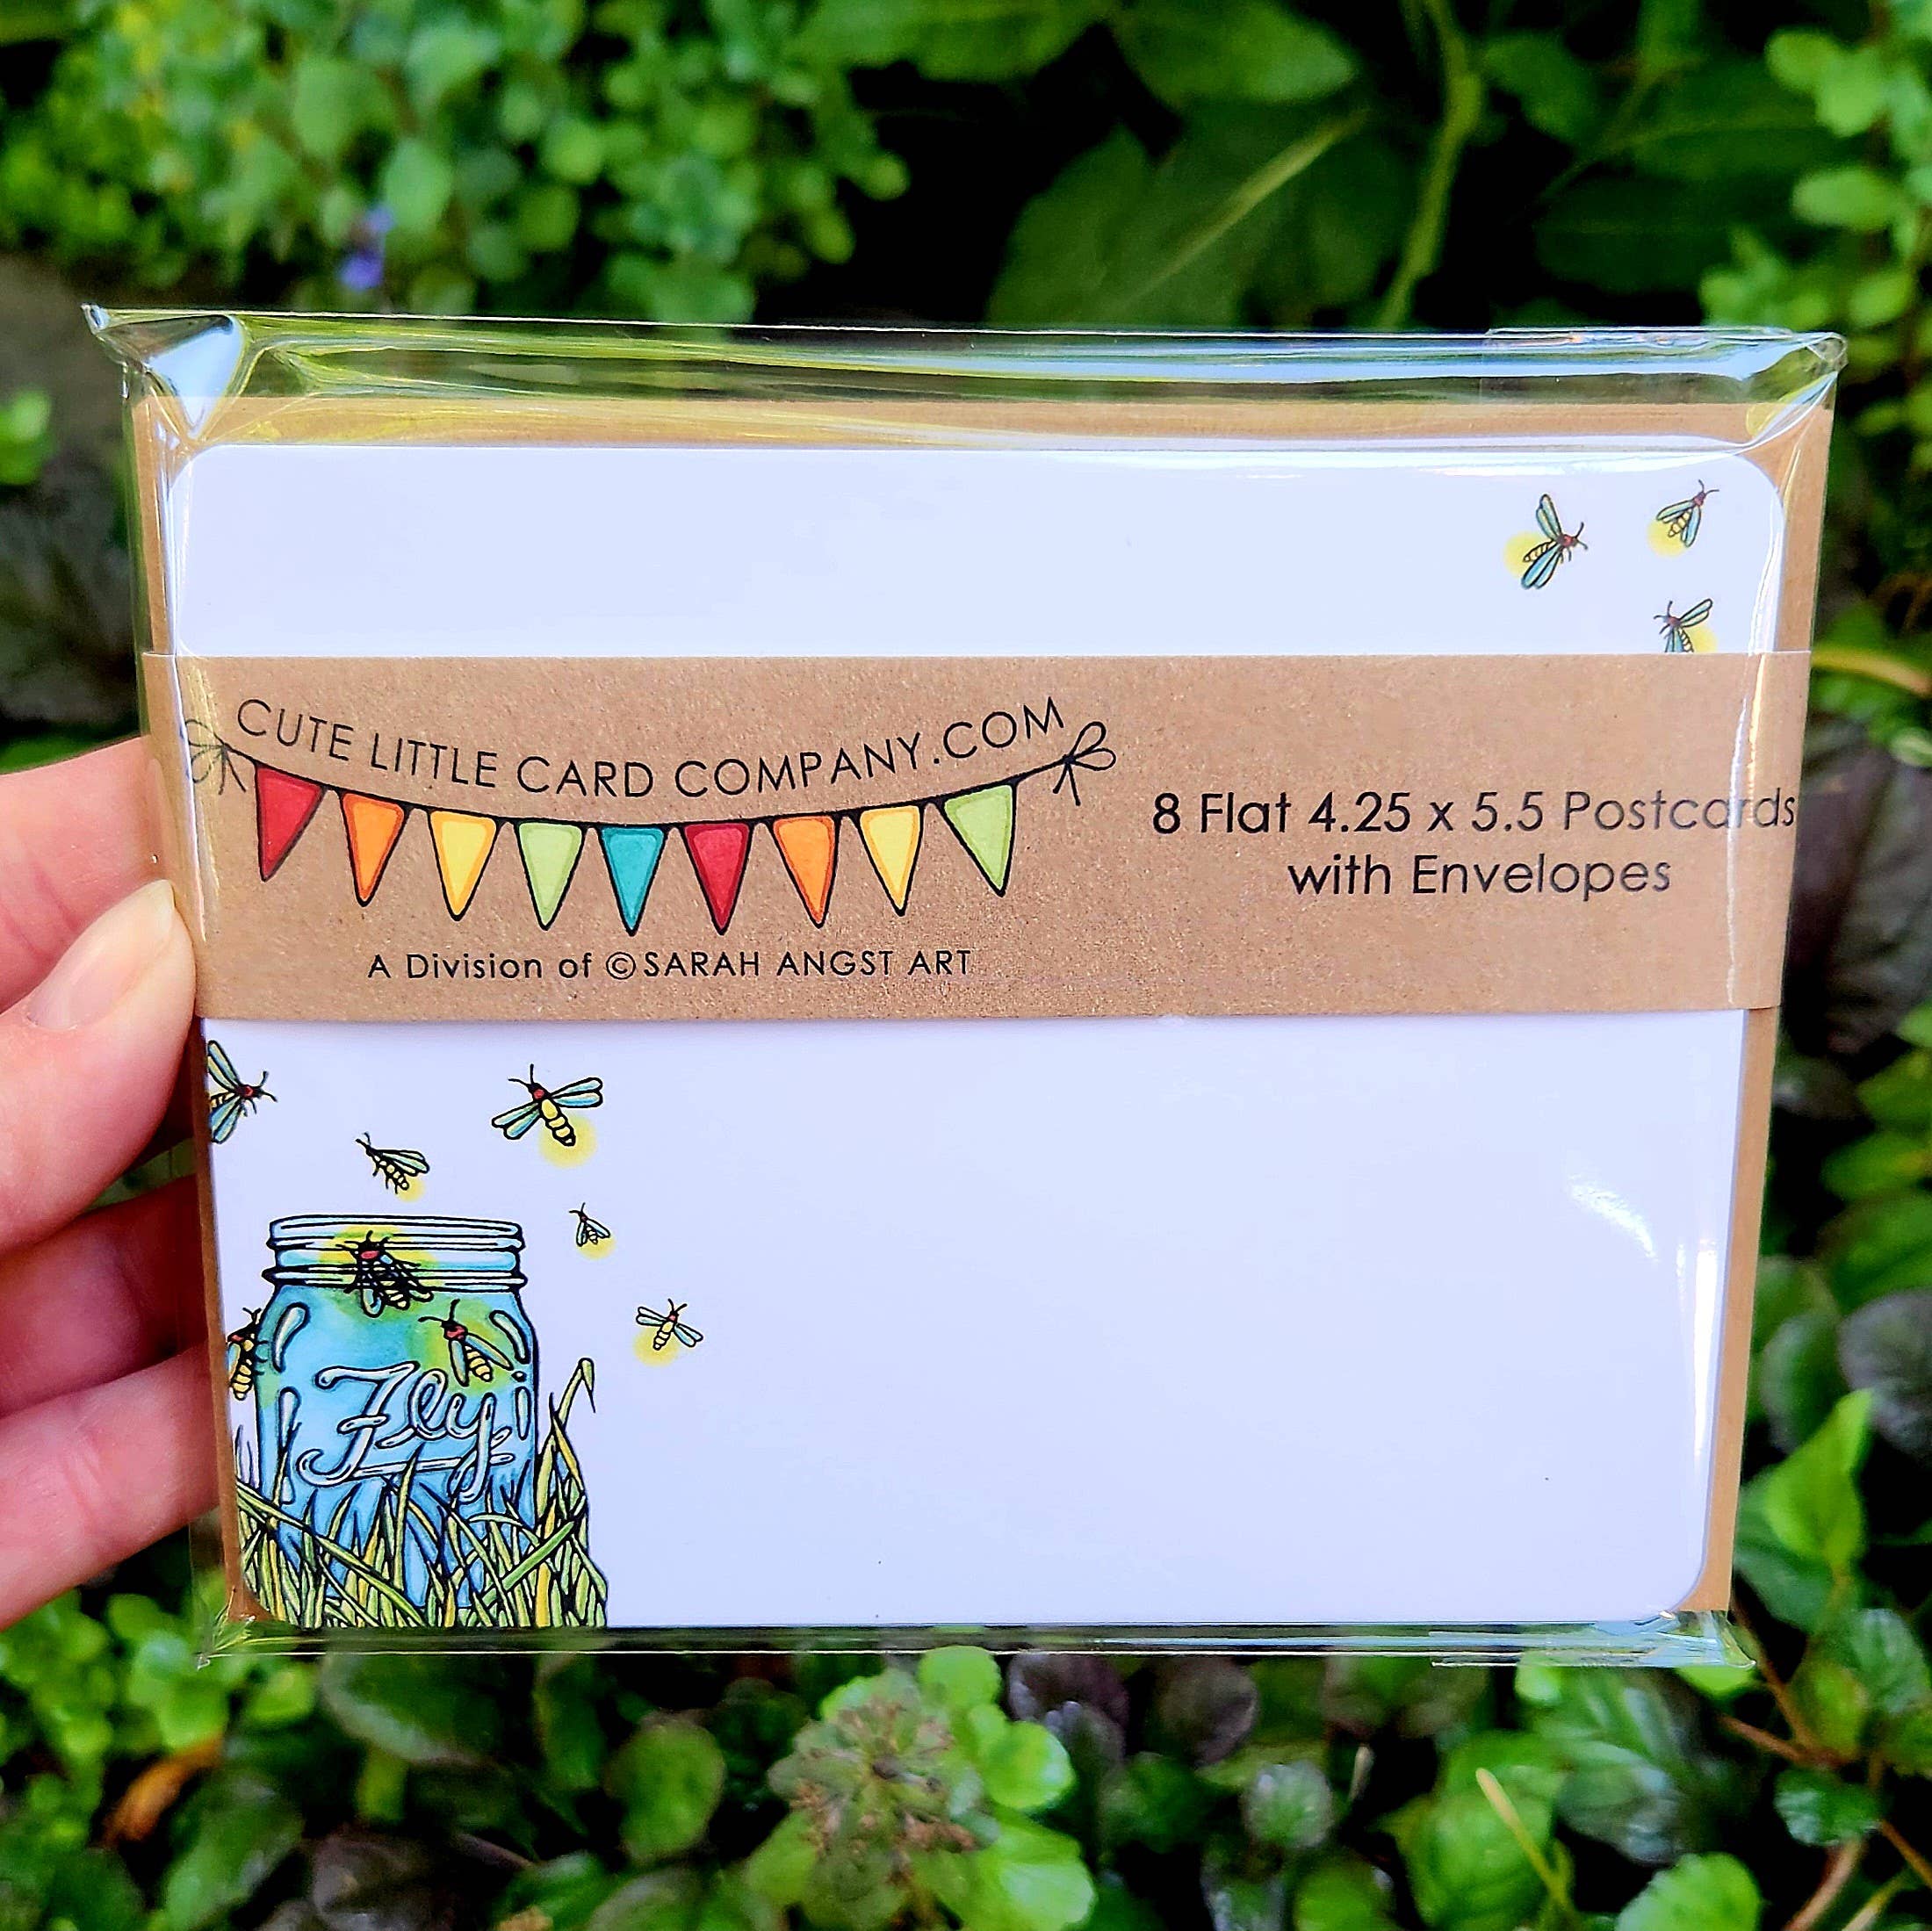 CUTE LITTLE CARD COMPANY.COM
8 Flat 4.25 x 5.5 Postcards
with Envelopes
A Division of ©SARAH ANGST ART
Fly